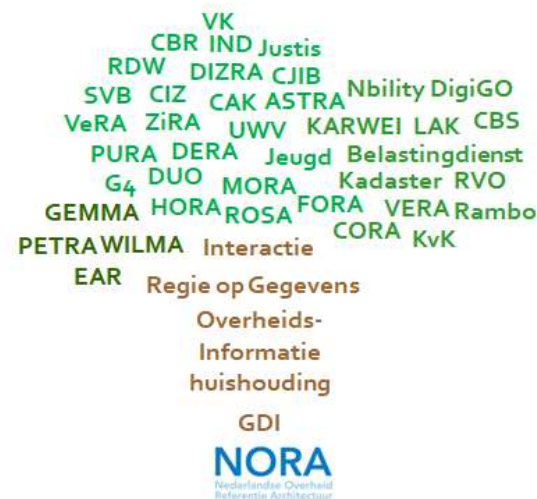 VK
CBR IND Justis
RDW DIZRA CJIB
SVB CIZ CAK ASTRA Nbility DigiGO
VeRA ZiRA UWV KARWEI LAK CBS
PURA DERA Jeugd Belastingdienst
G4 DUO MORA Kadaster RVO
GEMMA HORA ROSA FORA VERA Rambo
PETRA WILMA Interactie CORA KvK
EAR Regie op Gegevens
Overheids-
Informatie
huishouding
GDI
NORA
Nederlandse Overheid
Referentie Architectuur